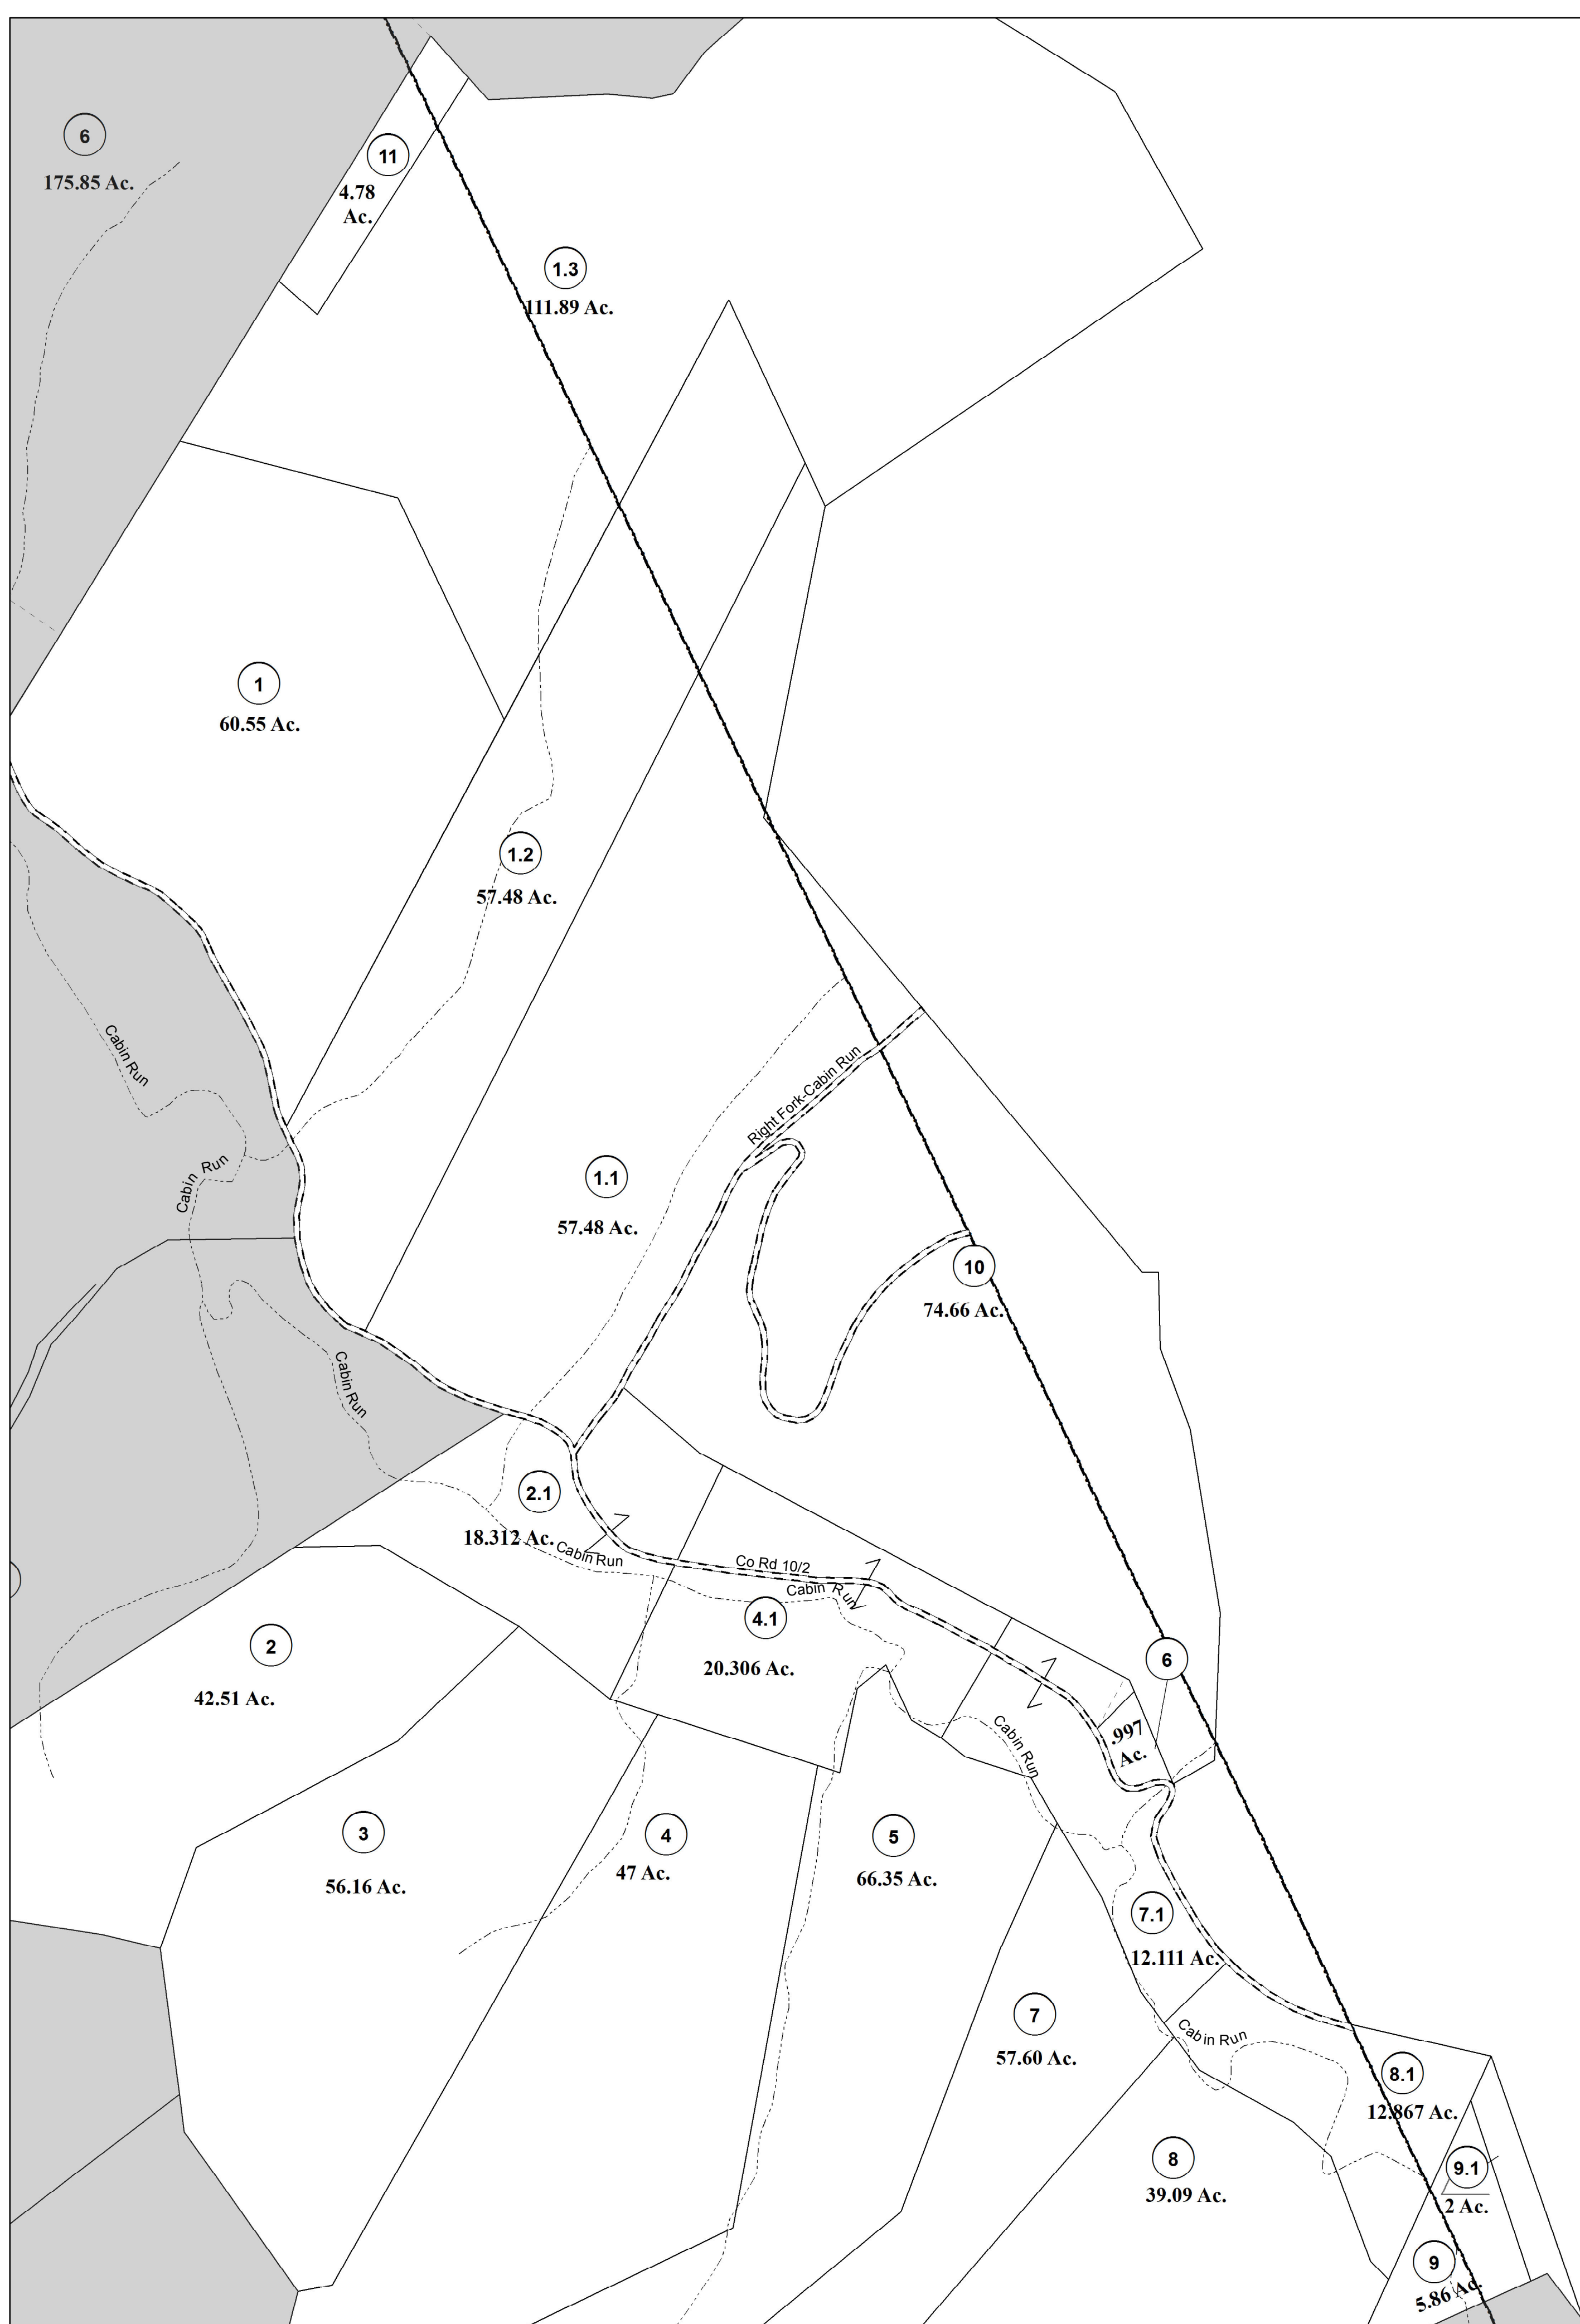 6
175.85 Ac.
11
4.78
Ac.
1.3
111.89 Ac.
1
60.55 Ac.
1.2
57.48 Ac.
Cabin Run
Right Fork-Cabin Run
Cabin Run
1.1
57.48 Ac.
10
74.66 Ac.
Cabin Run
2.1
18.312 Ac.
Cabin Run
Co Rd 10/2
Cabin Run
4.1
20.306 Ac.
6
.997
Ac.
2
42.51 Ac.
Cabin Run
3
56.16 Ac.
4
47 Ac.
5
66.35 Ac.
7.1
12.111 Ac.
7
57.60 Ac.
Cabin Run
8.1
12.867 Ac.
8
39.09 Ac.
9.1
2 Ac.
9
5.86 Ac.